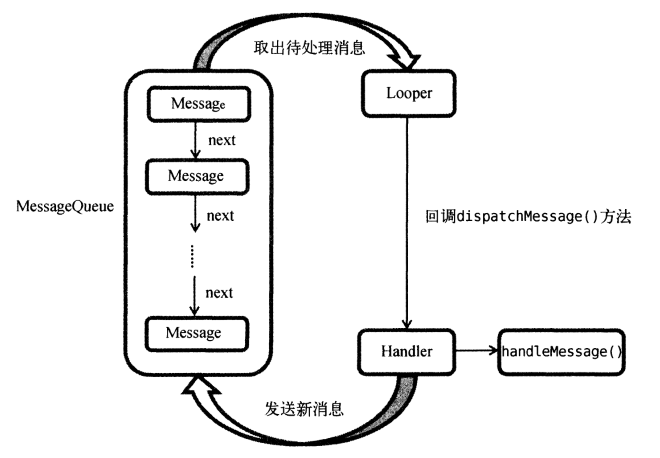 取出待处理消息
Message
Looper
next
Message
MessageQueue
next
回调dispatchMessage()方法
next
Message
Handler
handleMessage()
发送新消息